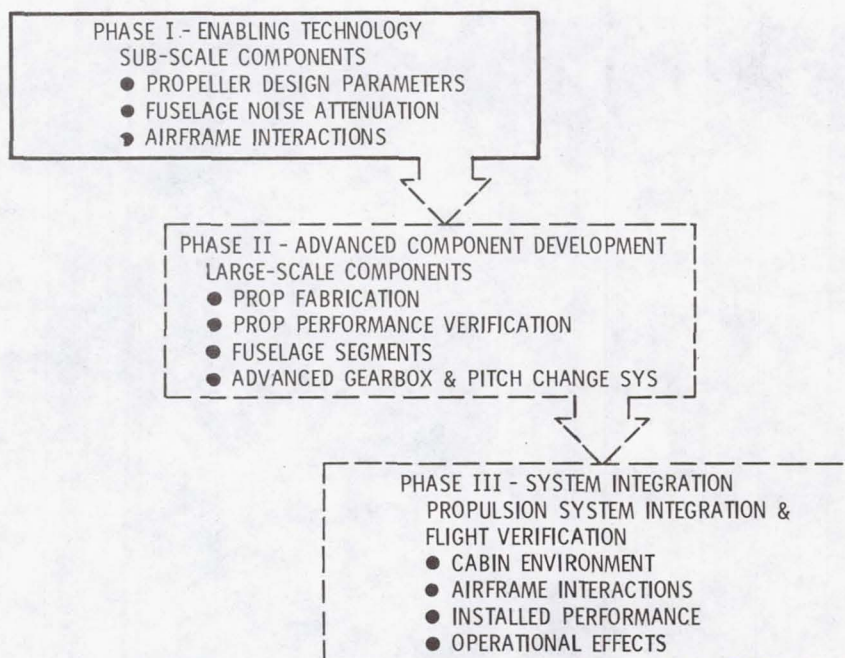 PHASE I - ENABLING TECHNOLOGY
SUB-SCALE COMPONENTS
● PROPELLER DESIGN PARAMETERS
● FUSELAGE NOISE ATTENUATION
● AIRFRAME INTERACTIONS
PHASE II - ADVANCED COMPONENT DEVELOPMENT
LARGE-SCALE COMPONENTS
● PROP FABRICATION
● PROP PERFORMANCE VERIFICATION
● FUSELAGE SEGMENTS
● ADVANCED GEARBOX & PITCH CHANGE SYS
PHASE III - SYSTEM INTEGRATION
PROPULSION SYSTEM INTEGRATION &
FLIGHT VERIFICATION
● CABIN ENVIRONMENT
● AIRFRAME INTERACTIONS
● INSTALLED PERFORMANCE
● OPERATIONAL EFFECTS